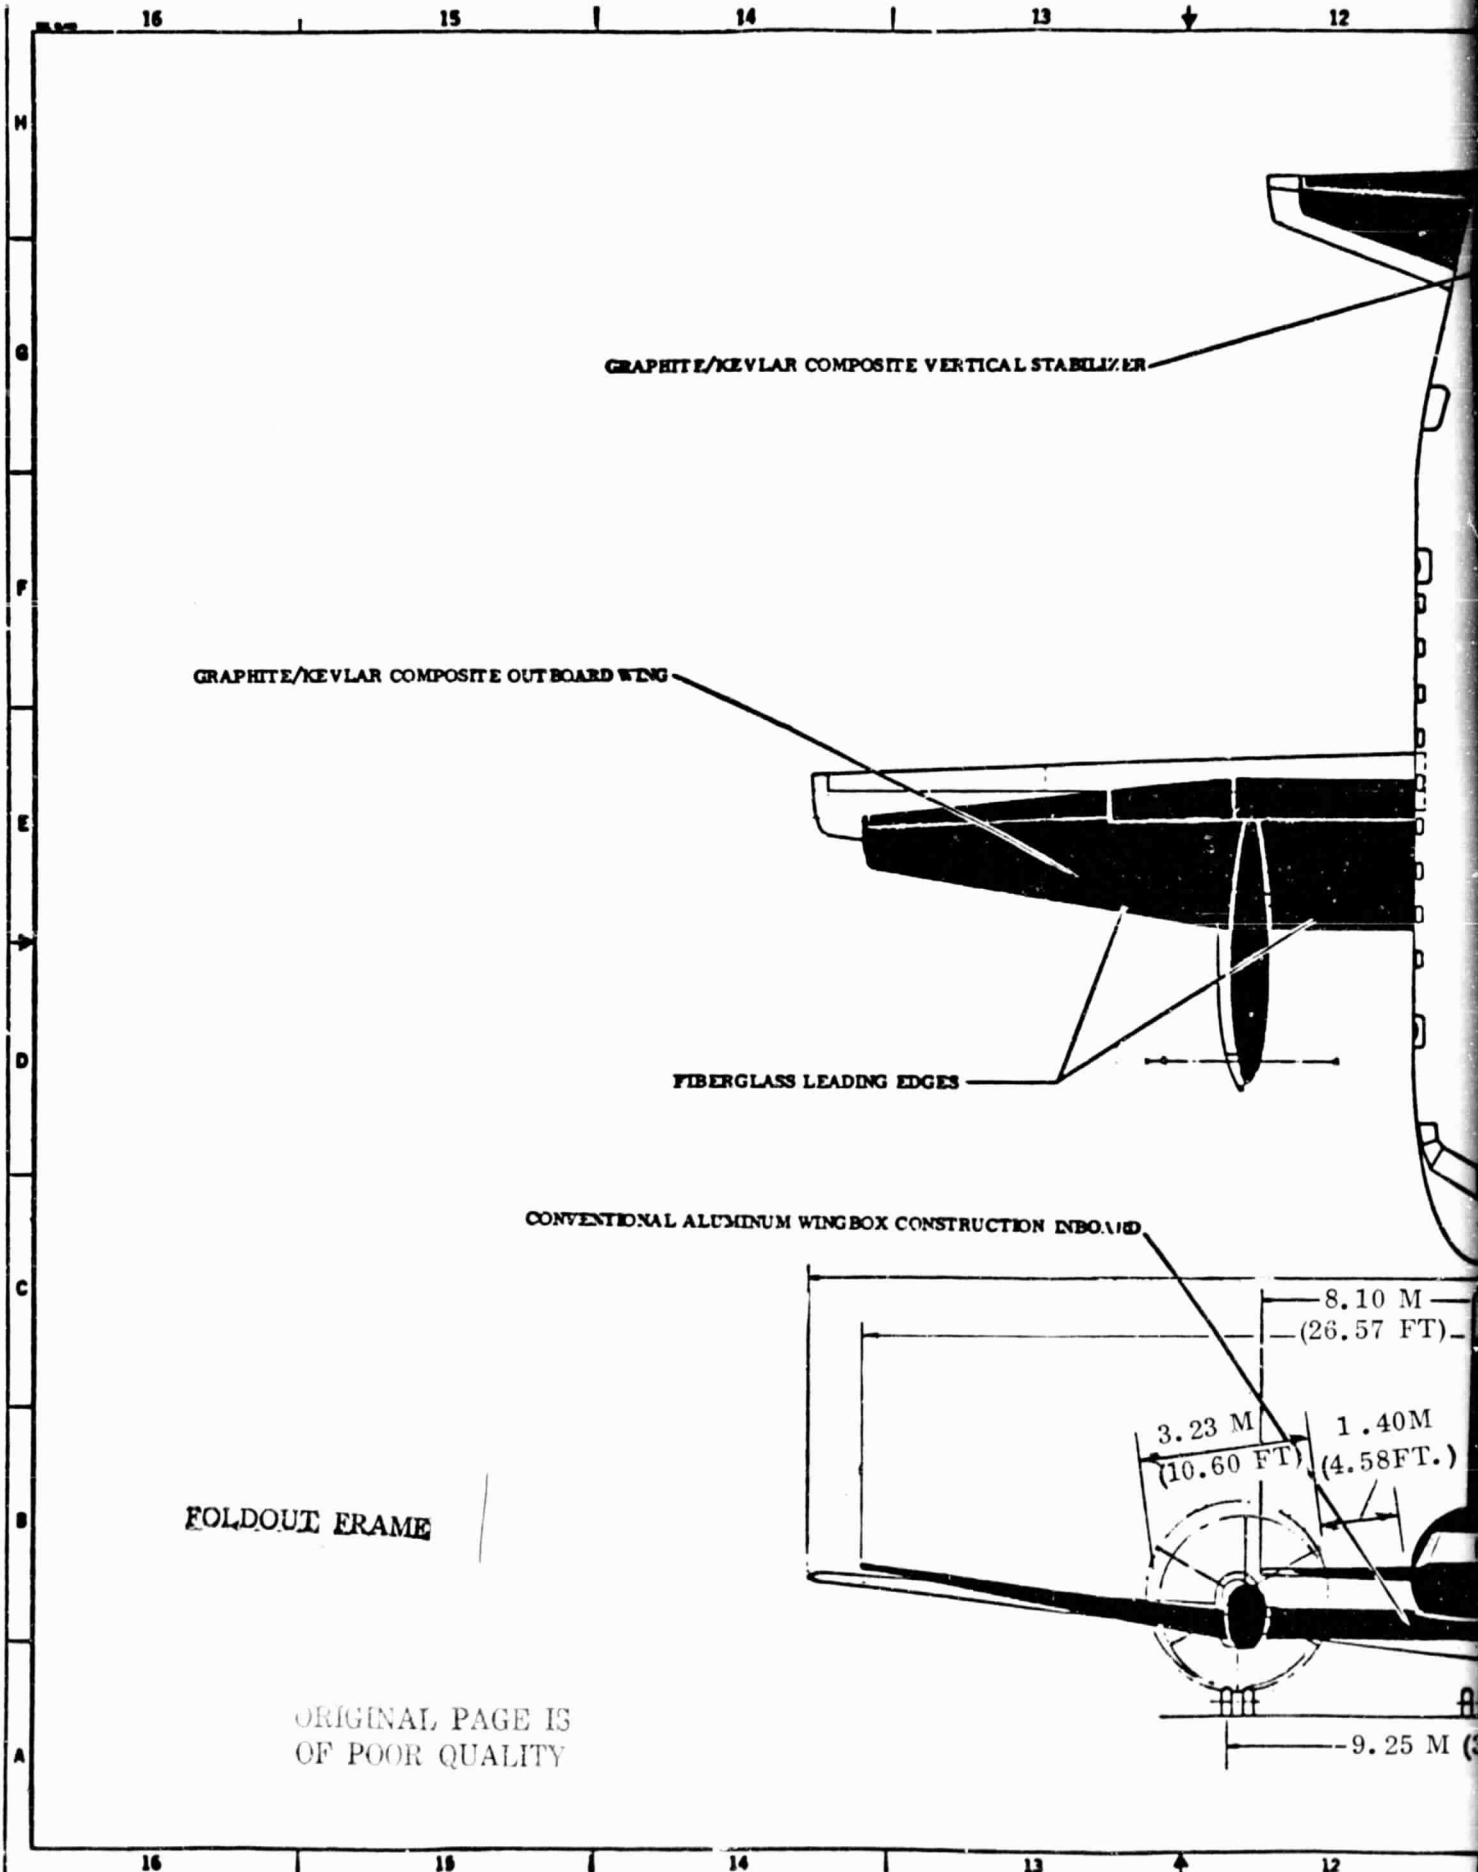 16 15 14 13 12
H
GRAPHITE/KEVLAR COMPOSITE VERTICAL STABILIZER
G
F
GRAPHITE/KEVLAR COMPOSITE OUTBOARD WING
E
D
FIBERGLASS LEADING EDGES
CONVENTIONAL ALUMINUM WINGBOX CONSTRUCTION INBOARD
C
8.10 M
(26.57 FT)
3.23 M
(10.60 FT)
1.40M
(4.58FT.)
B
FOLDOUT FRAME
ORIGINAL PAGE IS
OF POOR QUALITY
A
9.25 M (3
16 15 14 13 12